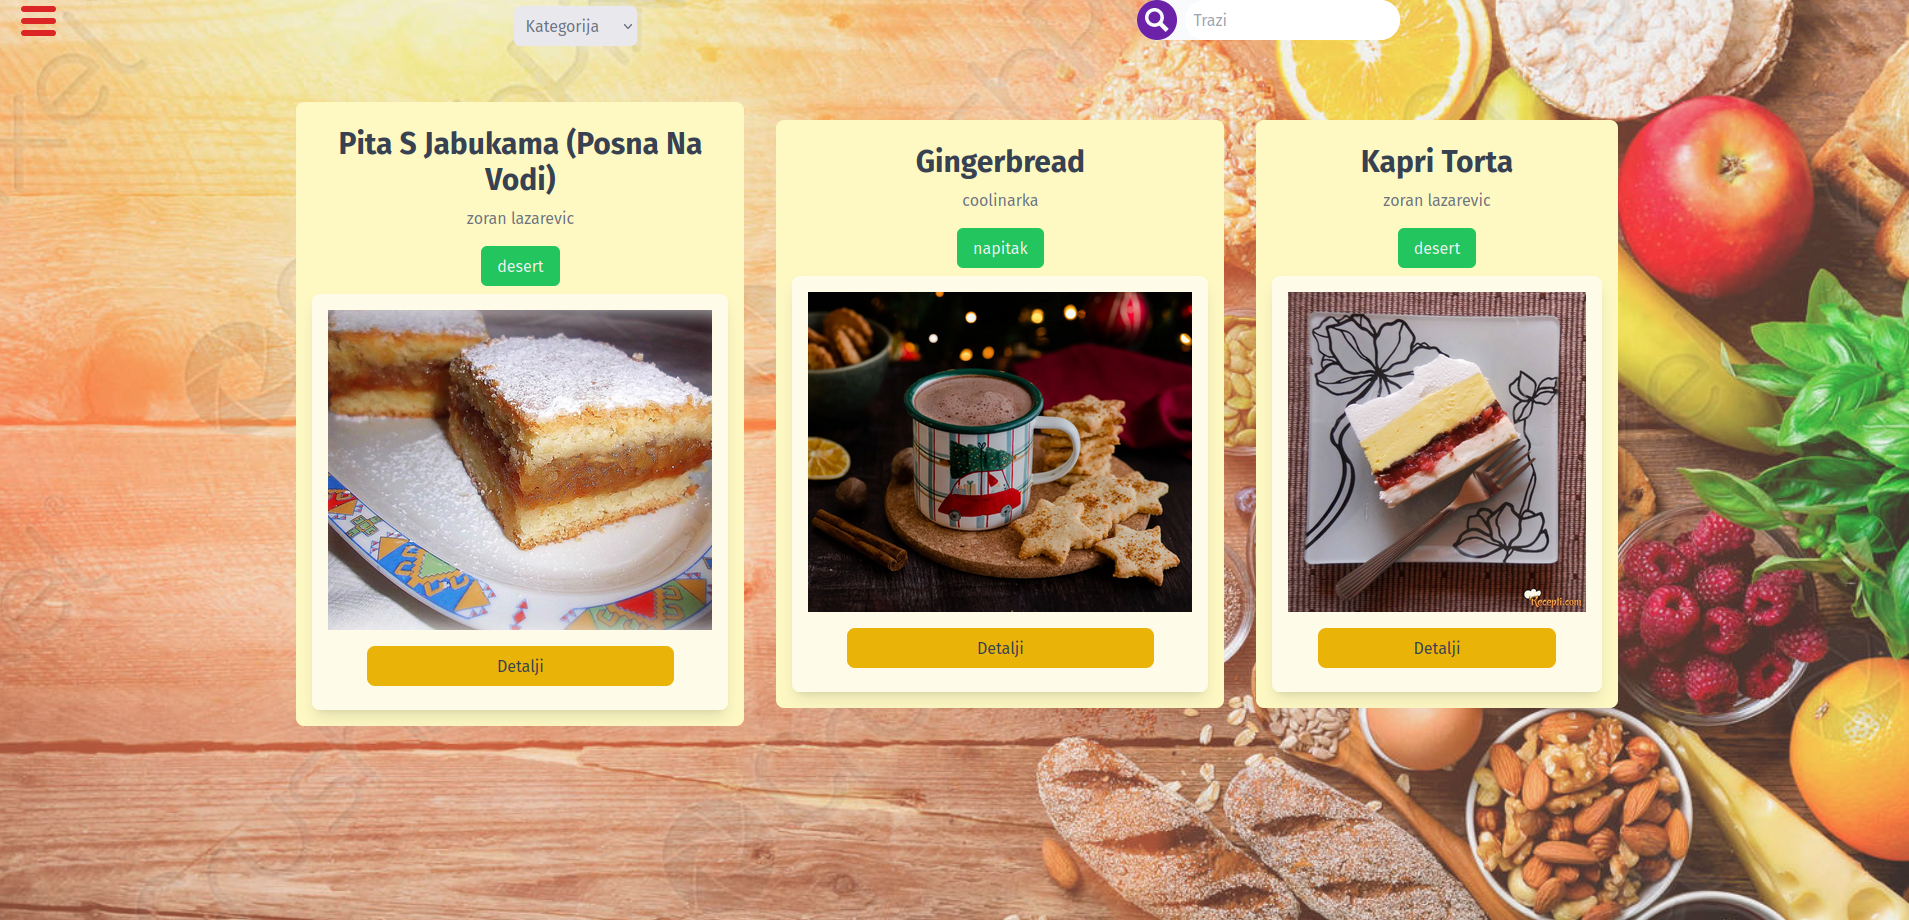 Kategorija
Trazi
Pita S Jabukama (Posna Na
Vodi)
zoran lazarevic
desert
Detalji
Gingerbread
coolinarka
napitak
Detalji
Kapri Torta
zoran lazarevic
desert
Recepti.com
Detalji